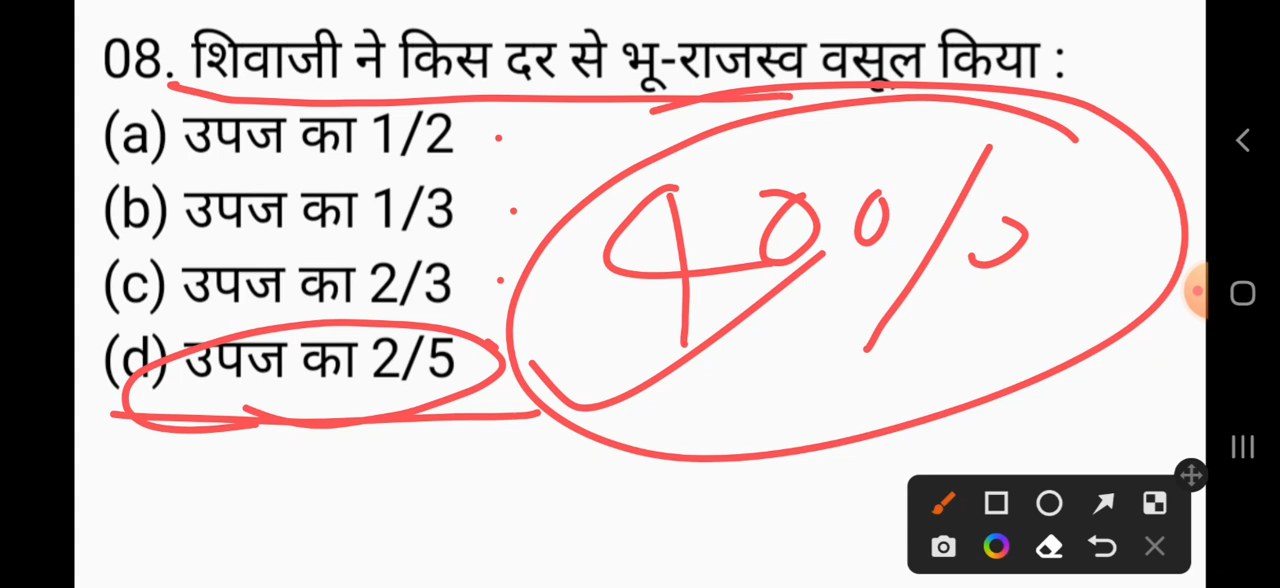 08. शिवाजी ने किस दर से भू-राजस्व वसूल किया :
(a) उपज का 1/2
(b) उपज का 1/3
(c) उपज का 2/3
(d) उपज का 2/5
40%